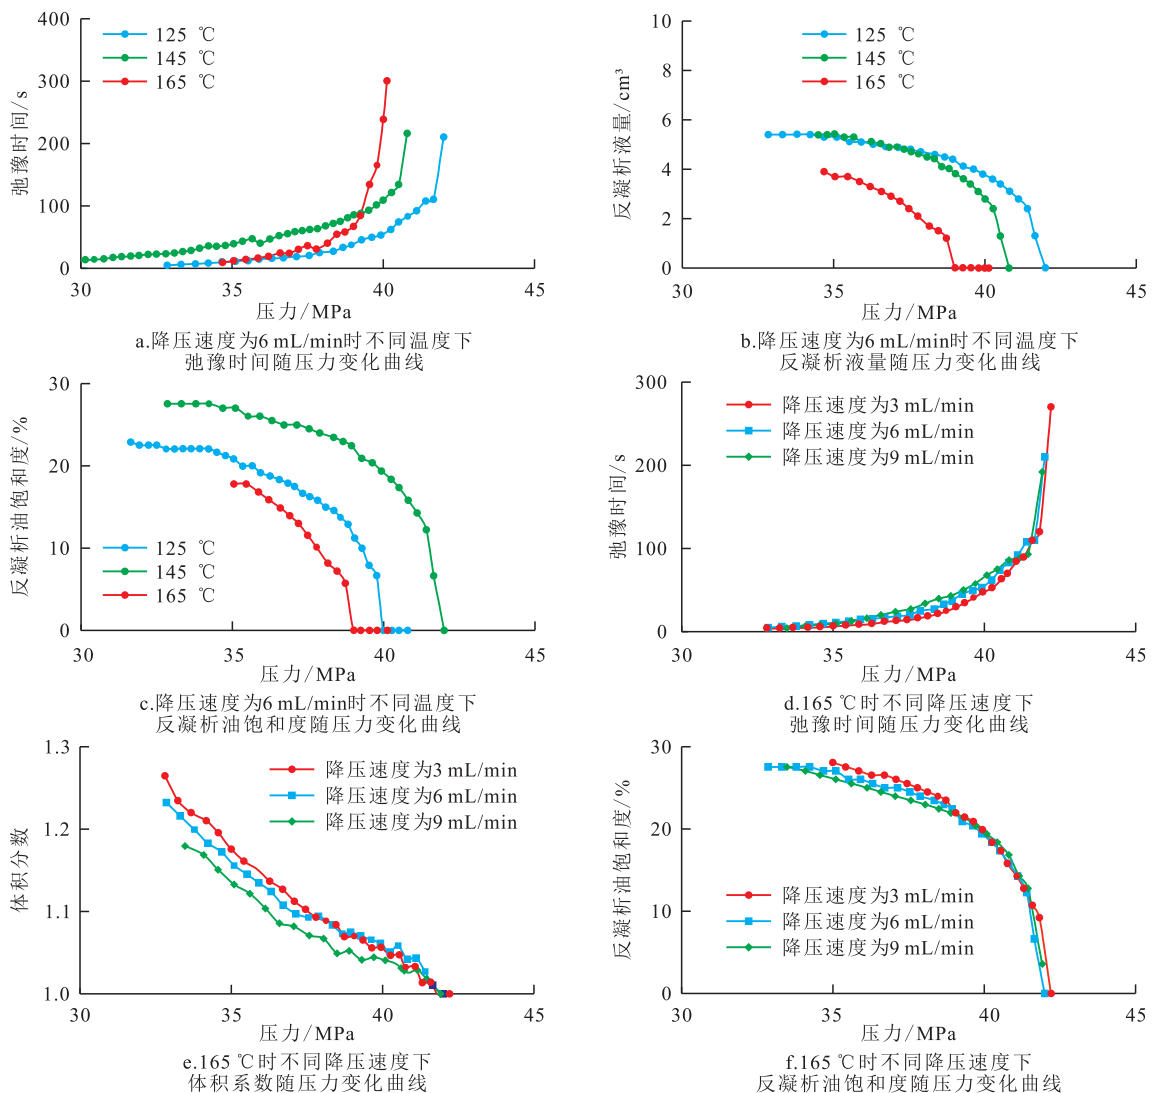 400
300
200
100
0
弛豫时间/s
125 ℃
145 ℃
165 ℃
30
35
40
45
压力/MPa
a.降压速度为6 mL/min时不同温度下
弛豫时间随压力变化曲线
10
8
6
4
2
0
反凝析液量/cm³
125 ℃
145 ℃
165 ℃
30
35
40
45
压力/MPa
b.降压速度为6 mL/min时不同温度下
反凝析液量随压力变化曲线
30
20
10
0
反凝析油饱和度/%
125 ℃
145 ℃
165 ℃
30
35
40
45
压力/MPa
c.降压速度为6 mL/min时不同温度下
反凝析油饱和度随压力变化曲线
300
200
100
0
弛豫时间/s
降压速度为3 mL/min
降压速度为6 mL/min
降压速度为9 mL/min
30
35
40
45
压力/MPa
d.165 ℃时不同降压速度下
弛豫时间随压力变化曲线
1.3
1.2
1.1
1.0
体积分数
降压速度为3 mL/min
降压速度为6 mL/min
降压速度为9 mL/min
30
35
40
45
压力/MPa
e.165 ℃时不同降压速度下
体积系数随压力变化曲线
30
20
10
0
反凝析油饱和度/%
降压速度为3 mL/min
降压速度为6 mL/min
降压速度为9 mL/min
30
35
40
45
压力/MPa
f.165 ℃时不同降压速度下
反凝析油饱和度随压力变化曲线